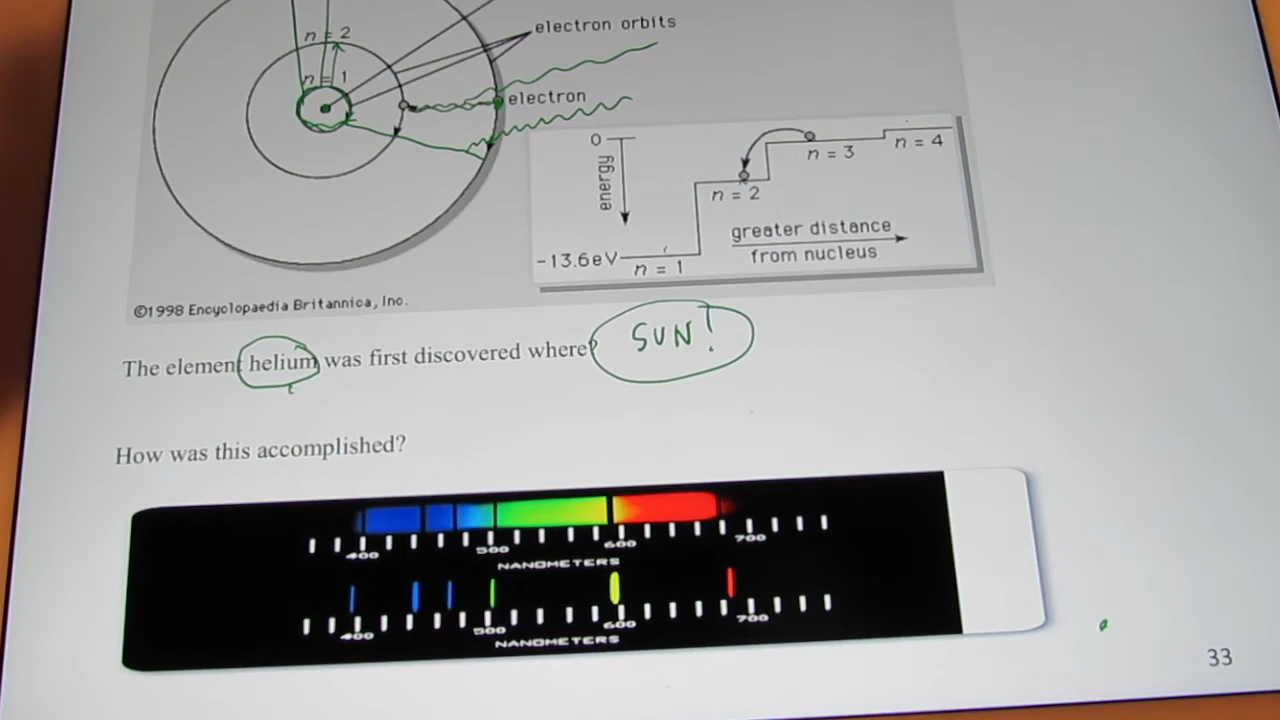 n = 2
electron orbits
n = 1
electron
0
n = 4
n = 3
energy
n = 2
greater distance
from nucleus
-13.6eV
n = 1
©1998 Encyclopaedia Britannica, Inc.
The element helium was first discovered where?
SUN!
How was this accomplished?
400 500 600 700
NANOMETERS
400 500 600 700
NANOMETERS
33